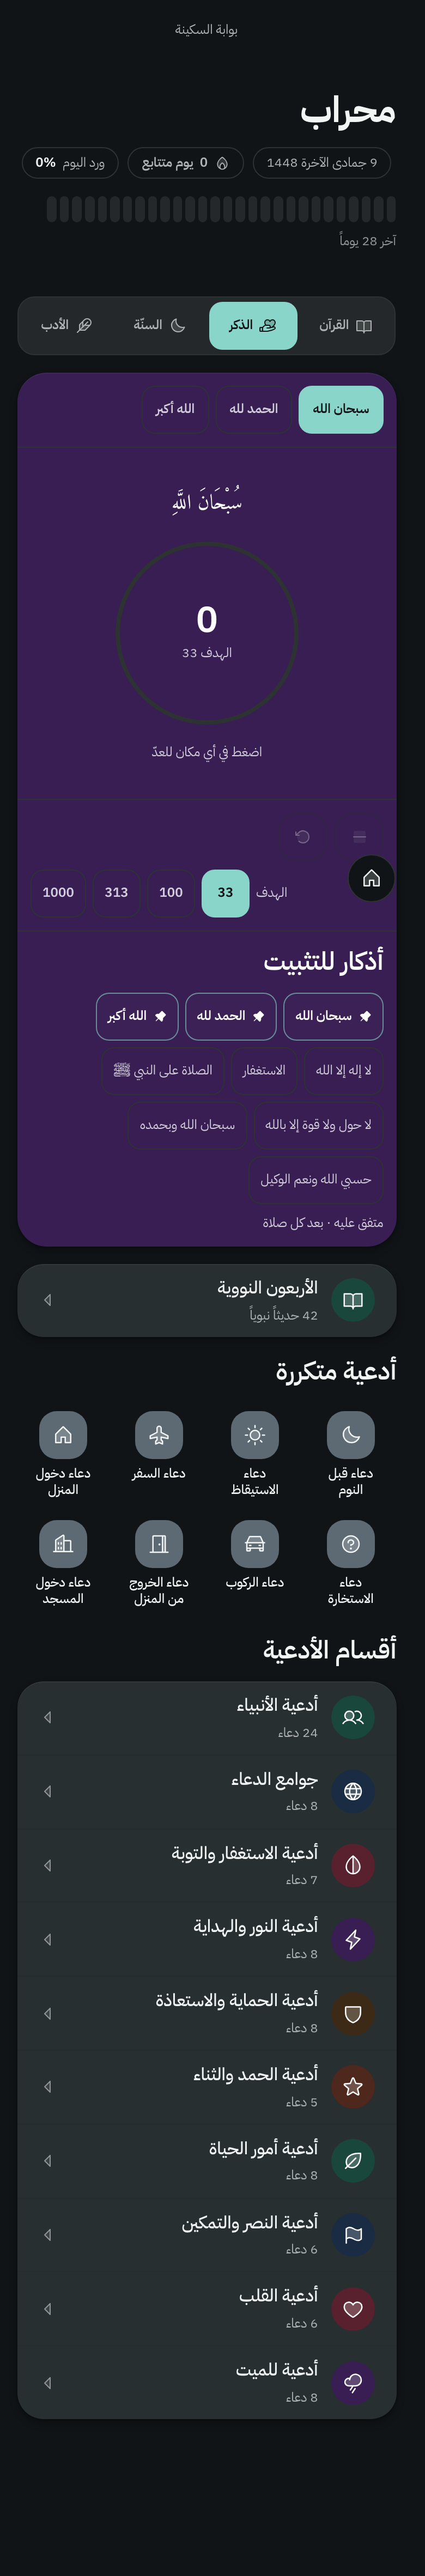 بوابة السكينة
محراب
9 جمادى الآخرة 1448
0 يوم متتابع
ورد اليوم 0%
آخر 28 يوماً
القرآن
الذكر
السنّة
الأدب
سبحان الله
الحمد لله
الله أكبر
سُبْحَانَ اللَّهِ
0
الهدف 33
اضغط في أي مكان للعدّ
الهدف
33
100
313
1000
أذكار للتثبيت
سبحان الله
الحمد لله
الله أكبر
لا إله إلا الله
الاستغفار
الصلاة على النبي ﷺ
لا حول ولا قوة إلا بالله
سبحان الله وبحمده
حسبي الله ونعم الوكيل
متفق عليه · بعد كل صلاة
الأربعون النووية
42 حديثاً نبوياً
أدعية متكررة
دعاء قبل
النوم
دعاء
الاستيقاظ
دعاء السفر
دعاء دخول
المنزل
دعاء
الاستخارة
دعاء الركوب
دعاء الخروج
من المنزل
دعاء دخول
المسجد
أقسام الأدعية
أدعية الأنبياء
24 دعاء
جوامع الدعاء
8 دعاء
أدعية الاستغفار والتوبة
7 دعاء
أدعية النور والهداية
8 دعاء
أدعية الحماية والاستعاذة
8 دعاء
أدعية الحمد والثناء
5 دعاء
أدعية أمور الحياة
8 دعاء
أدعية النصر والتمكين
6 دعاء
أدعية القلب
6 دعاء
أدعية للميت
8 دعاء